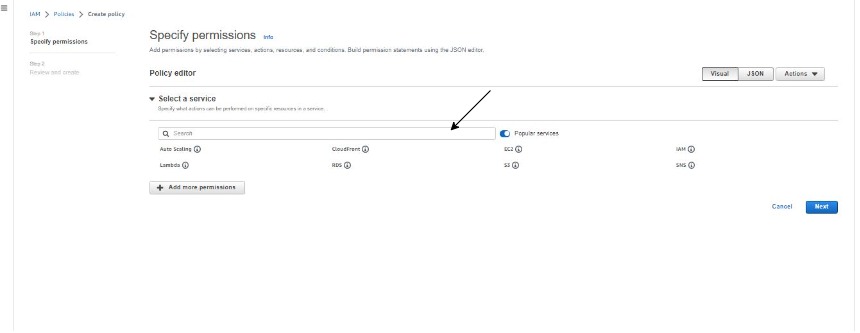 IAM > Policies > Create policy
Step 1
Specify permissions
Step 2
Review and create
Specify permissions Info
Add permissions by selecting services, actions, resources, and conditions. Build permission statements using the JSON editor.
Policy editor
Visual JSON Actions
Select a service
Specify what actions can be performed on specific resources in a service.
Search Popular services
Auto Scaling CloudFront EC2 IAM
Lambda RDS S3 SNS
+ Add more permissions
Cancel Next